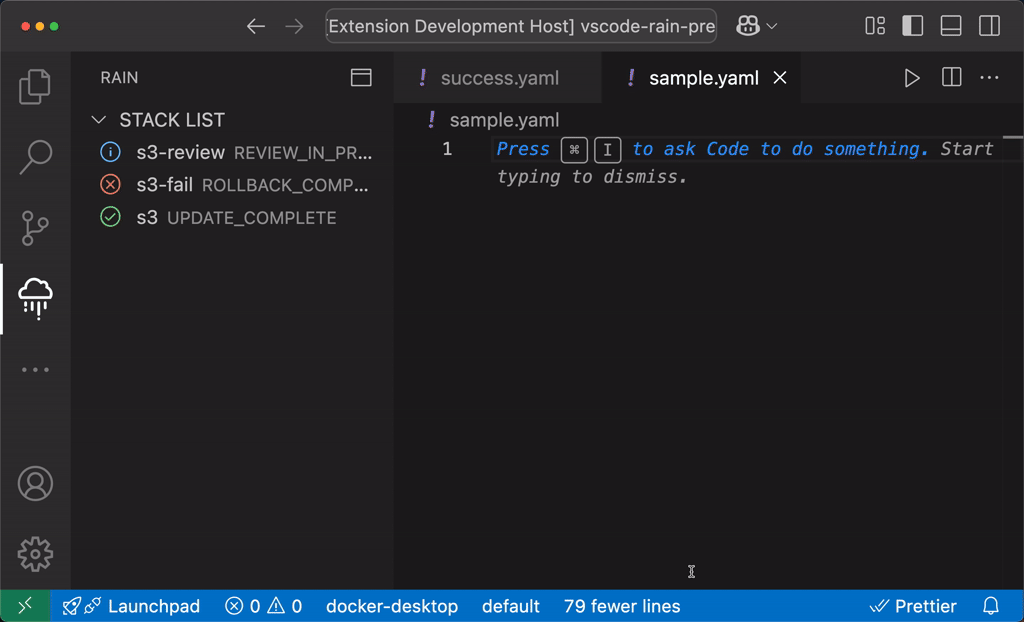 [Extension Development Host] vscode-rain-pre
RAIN
success.yaml
sample.yaml
STACK LIST
sample.yaml
s3-review REVIEW_IN_PR...
s3-fail ROLLBACK_COMP...
s3 UPDATE_COMPLETE
1 Press ⌘ I to ask Code to do something. Start
typing to dismiss.
Launchpad 0 0 docker-desktop default 79 fewer lines Prettier